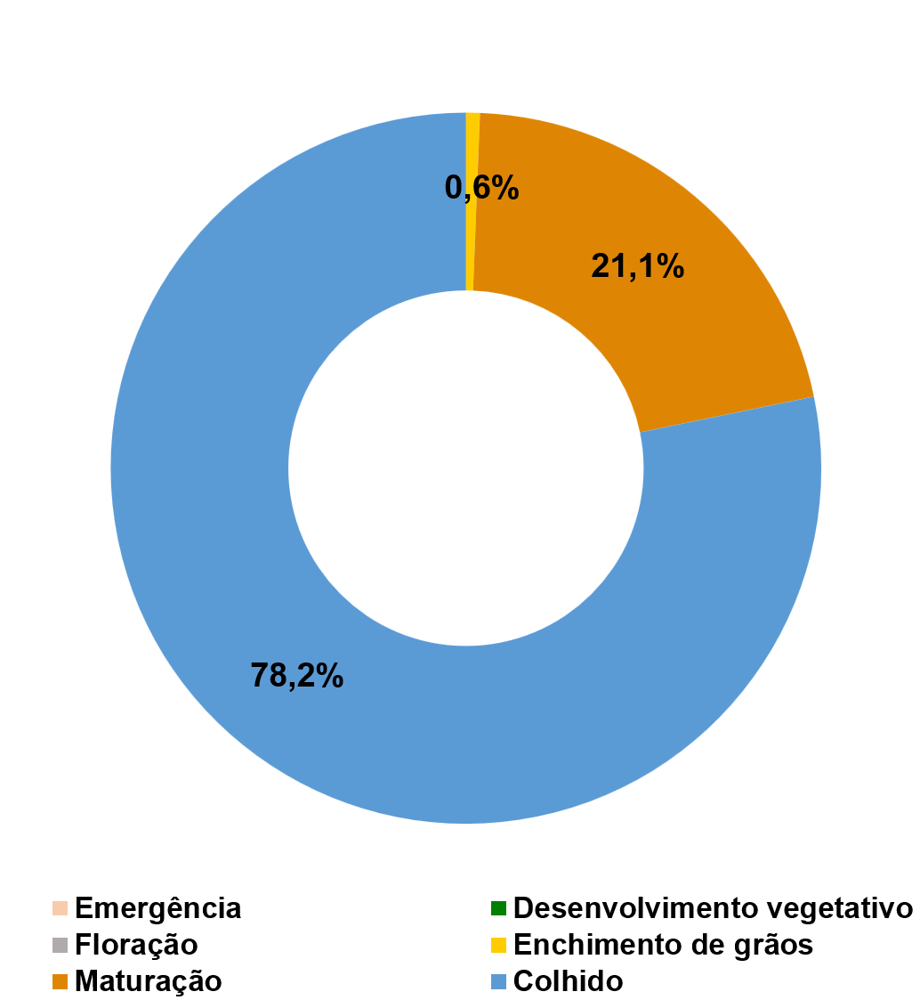 0,6%
21,1%
78,2%
Emergência
Desenvolvimento vegetativo
Floração
Enchimento de grãos
Maturação
Colhido